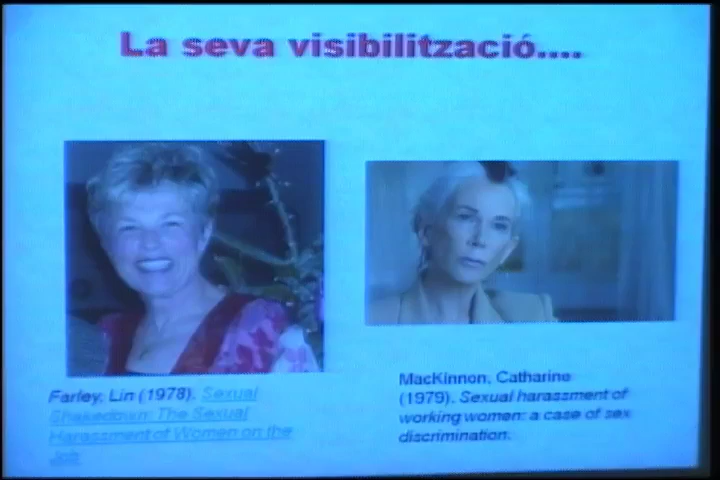 La seva visibilització....
Farley, Lin (1978). Sexual
Shakedown: The Sexual
Harassment of Women on the
Job
MacKinnon, Catharine
(1979). Sexual harassment of
working women: a case of sex
discrimination.